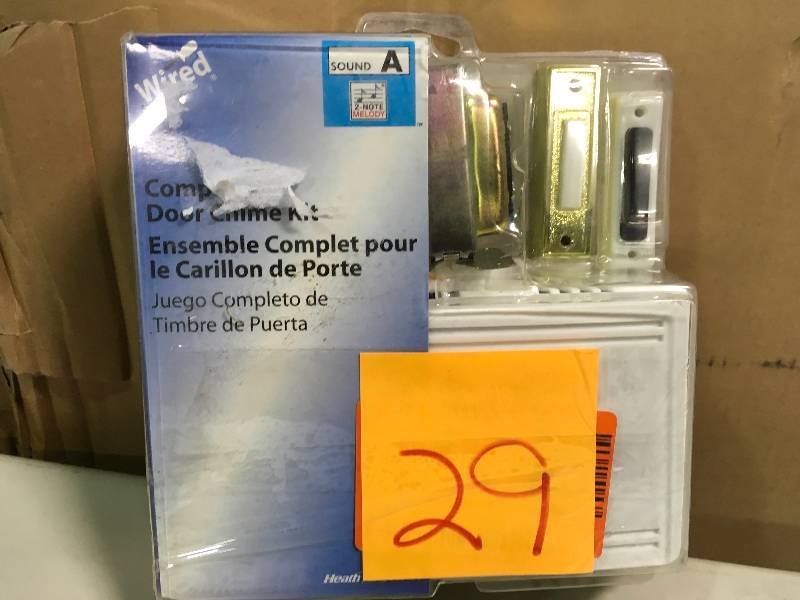 Wired®
SOUND A
2-NOTE
MELODY
Door Chime Kit
Ensemble Complet pour
le Carillon de Porte
Juego Completo de
Timbre de Puerta
29
Heath